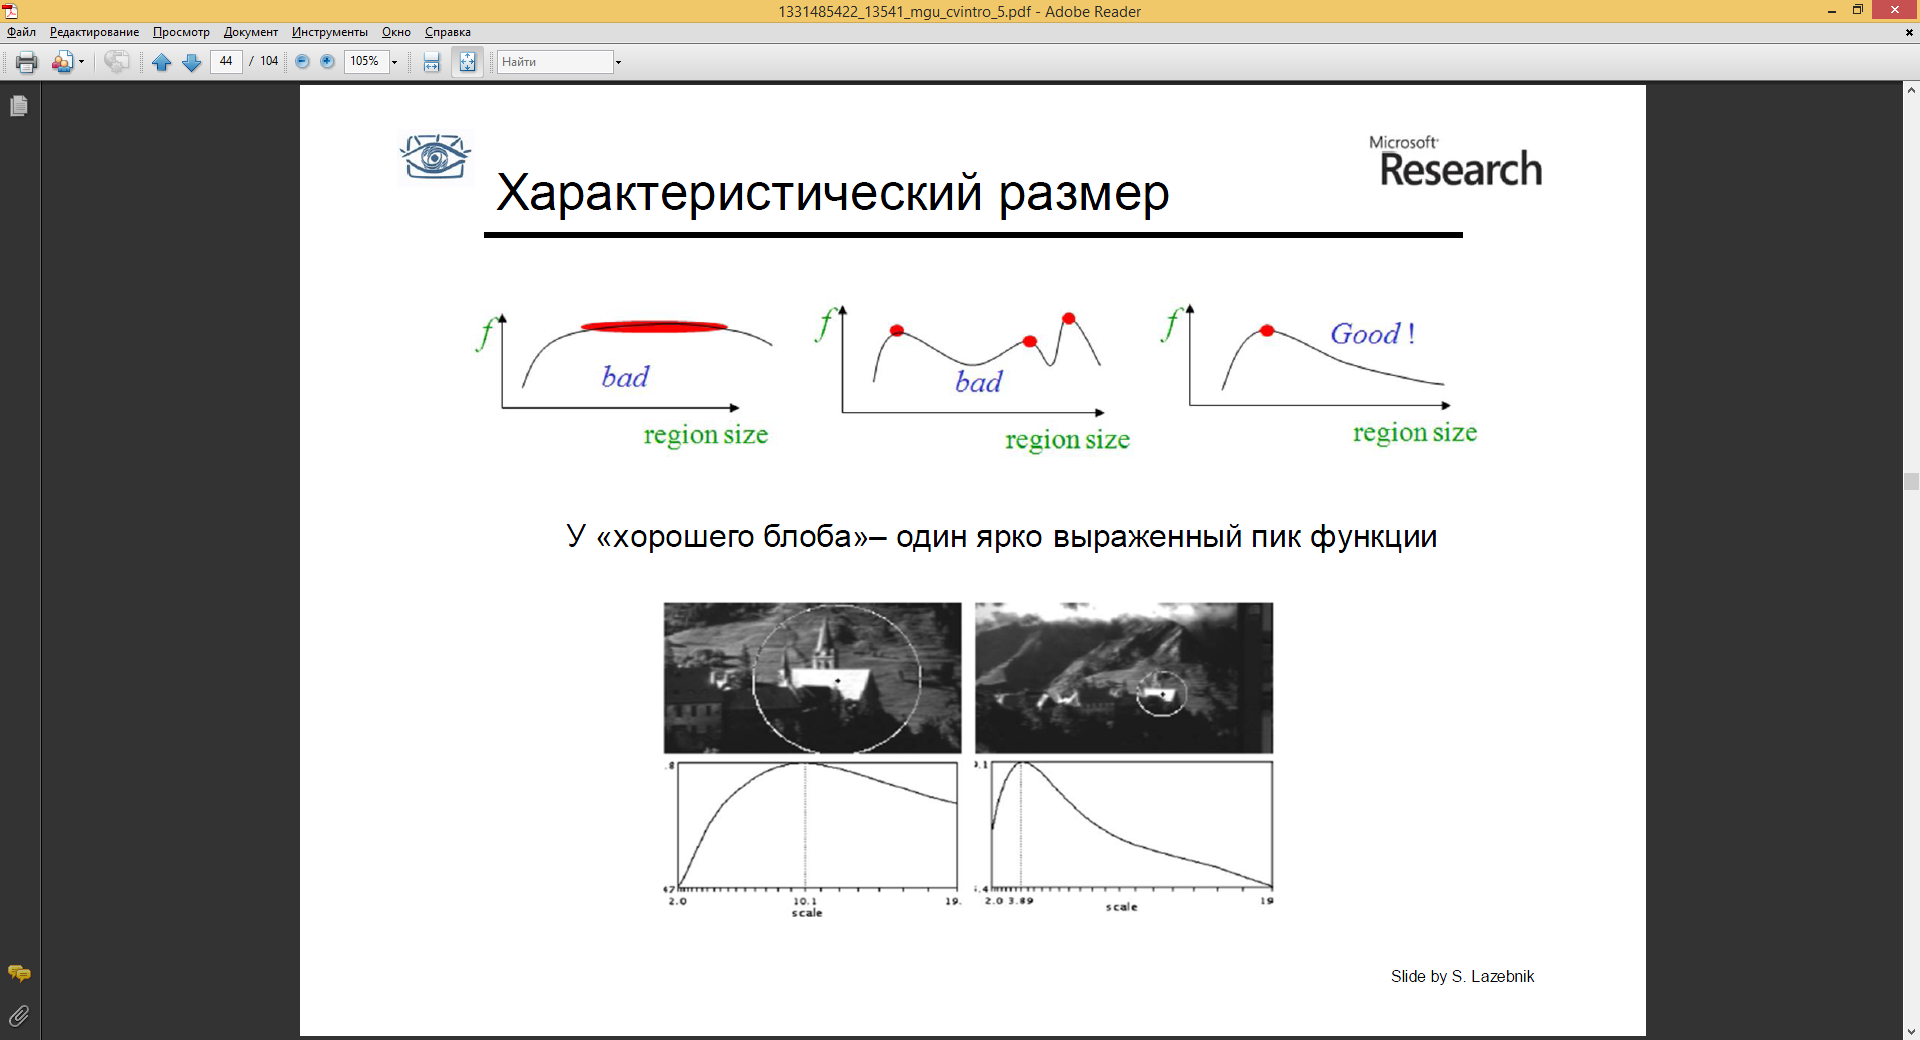 1331485422_13541_mgu_cvintro_5.pdf - Adobe Reader
Файл Редактирование Просмотр Документ Инструменты Окно Справка
44 / 104 105% Найти
Microsoft
Research
Характеристический размер
f bad region size
f bad region size
f Good ! region size
У «хорошего блоба»– один ярко выраженный пик функции
.8
2.0 10.1 19.
scale
2.0 3.89 19
scale
Slide by S. Lazebnik